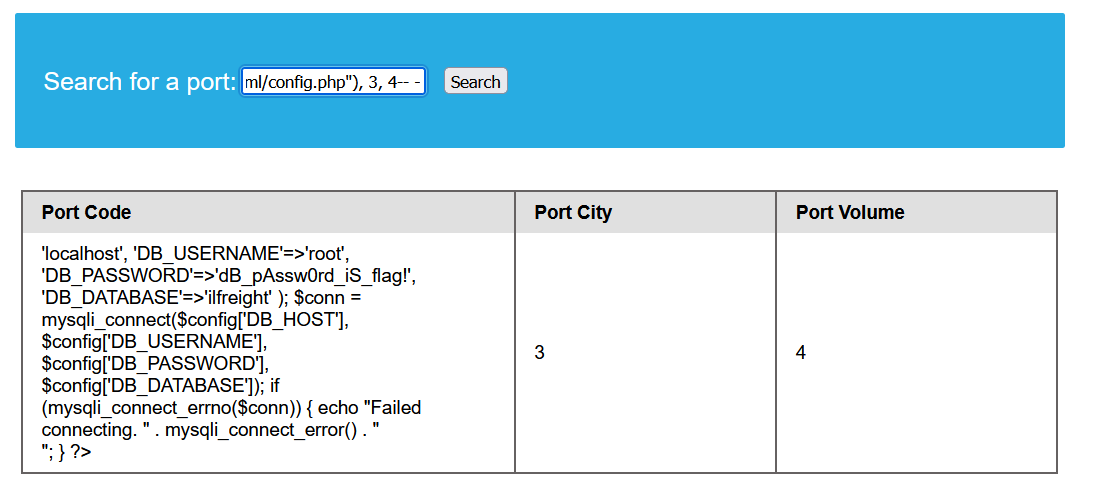 Search for a port: ml/config.php"), 3, 4-- - Search
Port Code Port City Port Volume
'localhost', 'DB_USERNAME'=>'root',
'DB_PASSWORD'=>'dB_pAssw0rd_iS_flag!',
'DB_DATABASE'=>'ilfreight' ); $conn =
mysqli_connect($config['DB_HOST'],
$config['DB_USERNAME'],
$config['DB_PASSWORD'],
$config['DB_DATABASE']); if
(mysqli_connect_errno($conn)) { echo "Failed
connecting. " . mysqli_connect_error() . "
"; } ?>
3
4